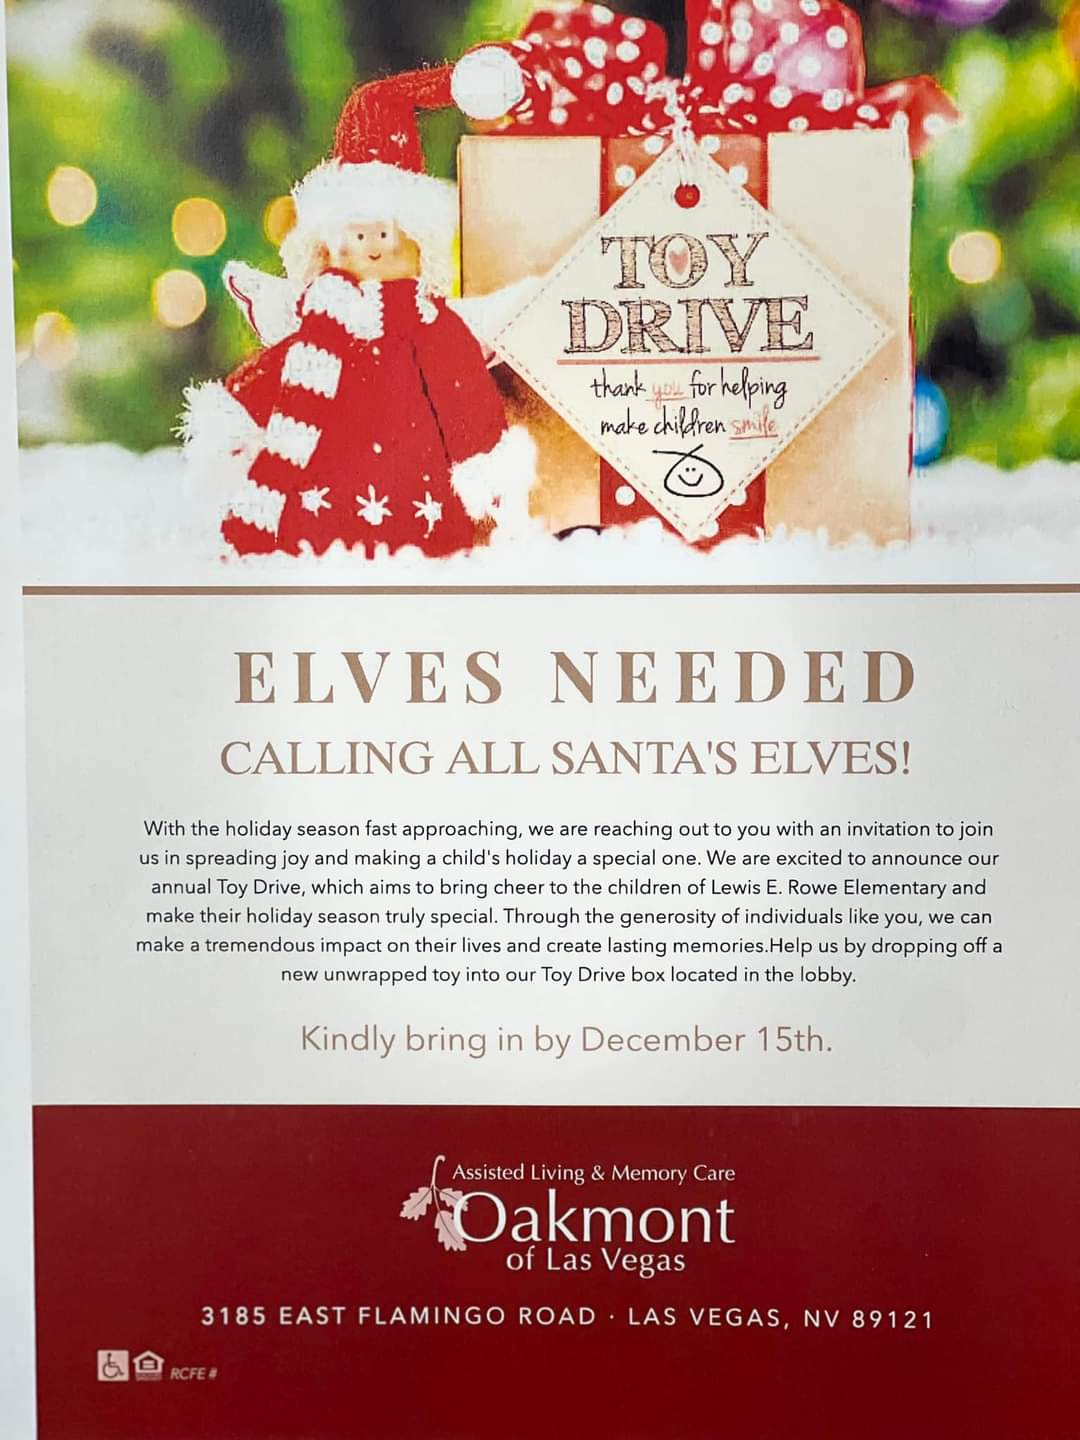 TOY
DRIVE
thank you for helping
make children smile
ELVES NEEDED
CALLING ALL SANTA'S ELVES!
With the holiday season fast approaching, we are reaching out to you with an invitation to join
us in spreading joy and making a child's holiday a special one. We are excited to announce our
annual Toy Drive, which aims to bring cheer to the children of Lewis E. Rowe Elementary and
make their holiday season truly special. Through the generosity of individuals like you, we can
make a tremendous impact on their lives and create lasting memories.Help us by dropping off a
new unwrapped toy into our Toy Drive box located in the lobby.
Kindly bring in by December 15th.
Assisted Living & Memory Care
Oakmont
of Las Vegas
3185 EAST FLAMINGO ROAD · LAS VEGAS, NV 89121
RCFE #